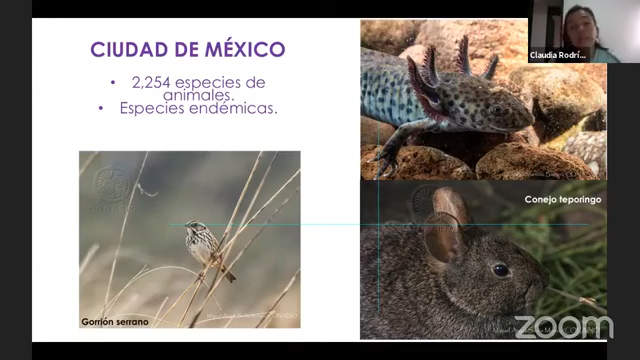 CIUDAD DE MÉXICO
• 2,254 especies de
animales.
• Especies endémicas.
Claudia Rodrí...
Conejo teporingo
Gorrión serrano
zoom